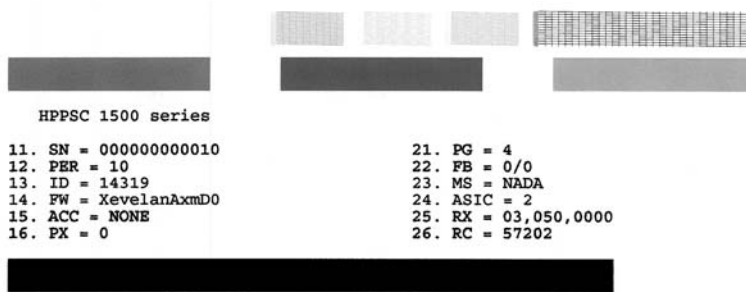 HPPSC 1500 series
11. SN = 000000000010
12. PER = 10
13. ID = 14319
14. FW = XevelanAxmD0
15. ACC = NONE
16. PX = 0
21. PG = 4
22. FB = 0/0
23. MS = NADA
24. ASIC = 2
25. RX = 03,050,0000
26. RC = 57202